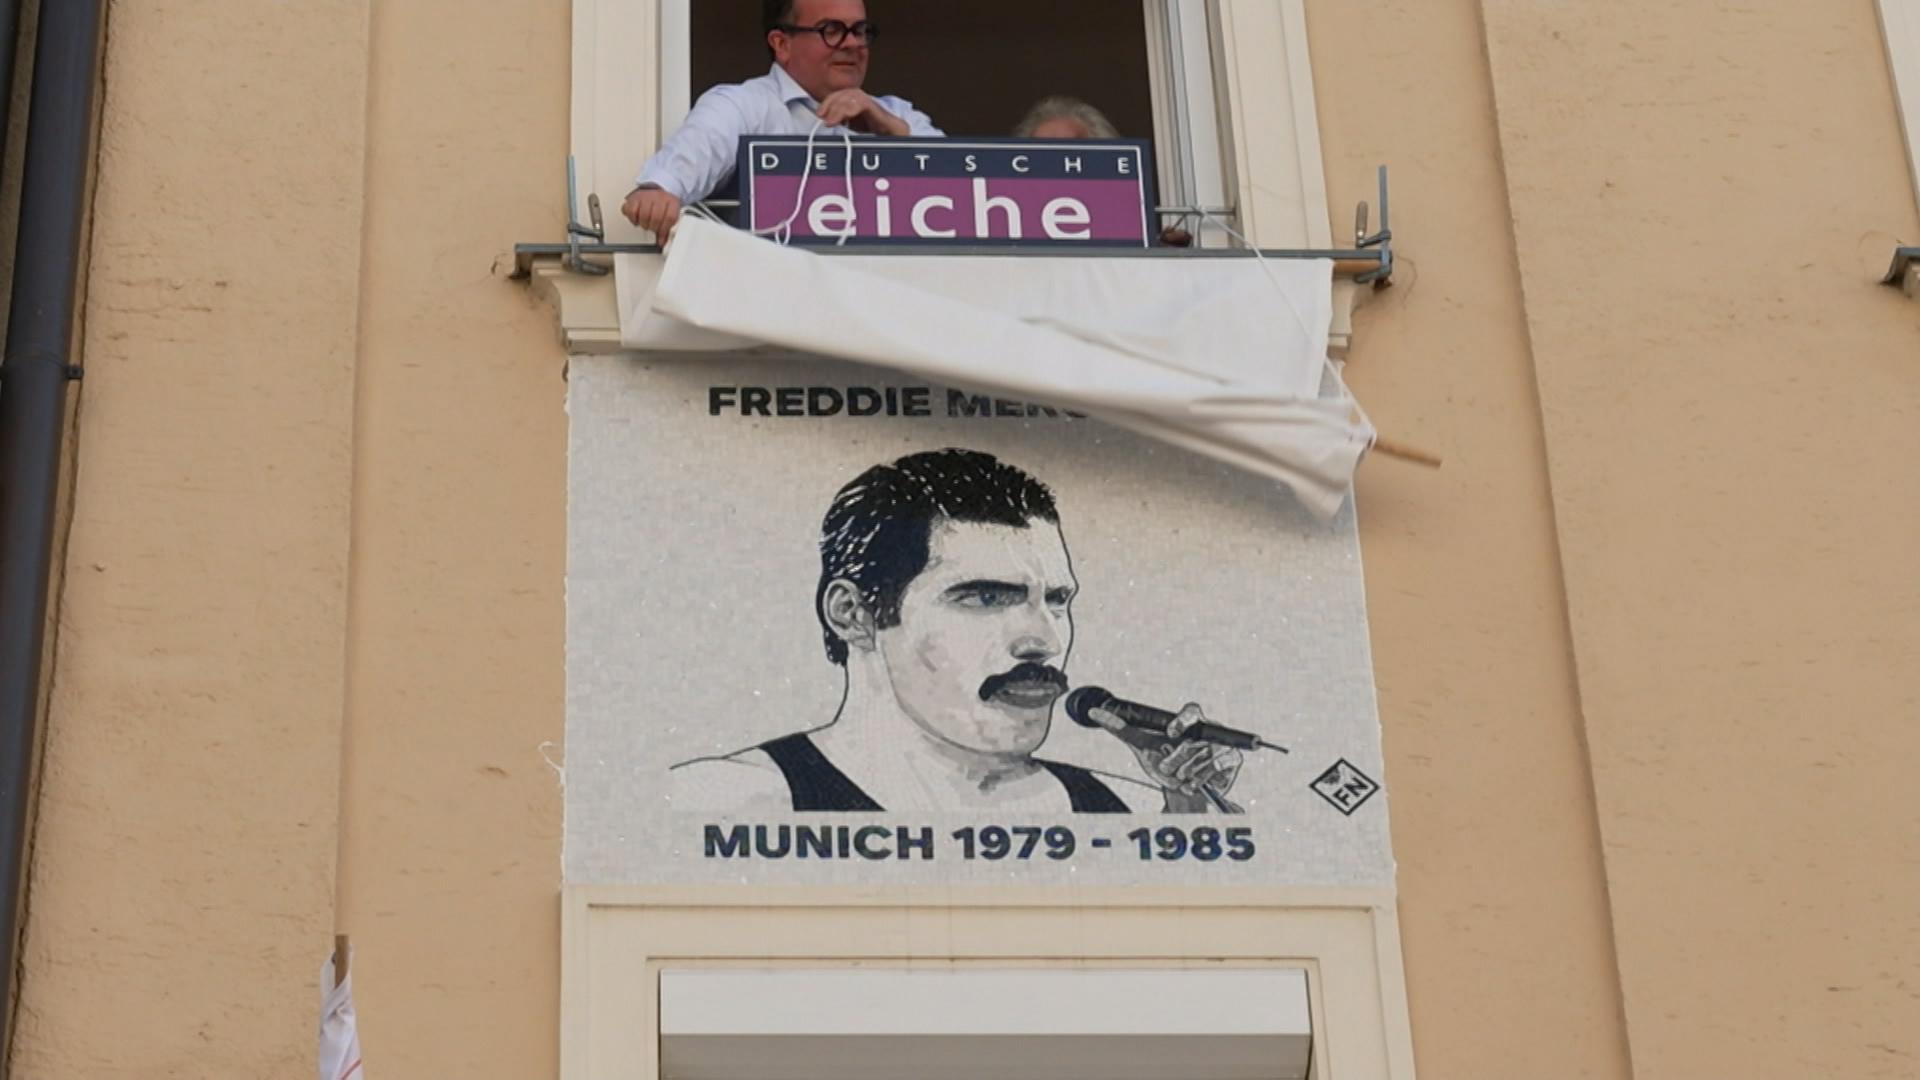 DEUTSCHE
eiche
FREDDIE
FN
MUNICH 1979 - 1985